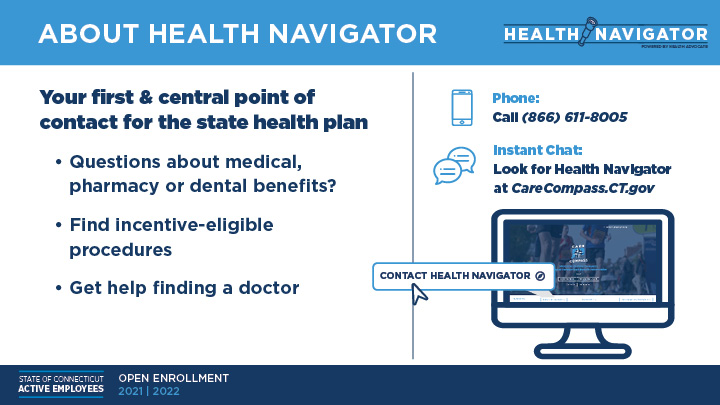 ABOUT HEALTH NAVIGATOR
HEALTH NAVIGATOR
POWERED BY HEALTH ADVOCATE
Your first & central point of
contact for the state health plan
• Questions about medical,
pharmacy or dental benefits?
• Find incentive-eligible
procedures
• Get help finding a doctor
Phone:
Call (866) 611-8005
Instant Chat:
Look for Health Navigator
at CareCompass.CT.gov
CARE
COMPASS
CONTACT HEALTH NAVIGATOR
STATE OF CONNECTICUT
ACTIVE EMPLOYEES
OPEN ENROLLMENT
2021 | 2022